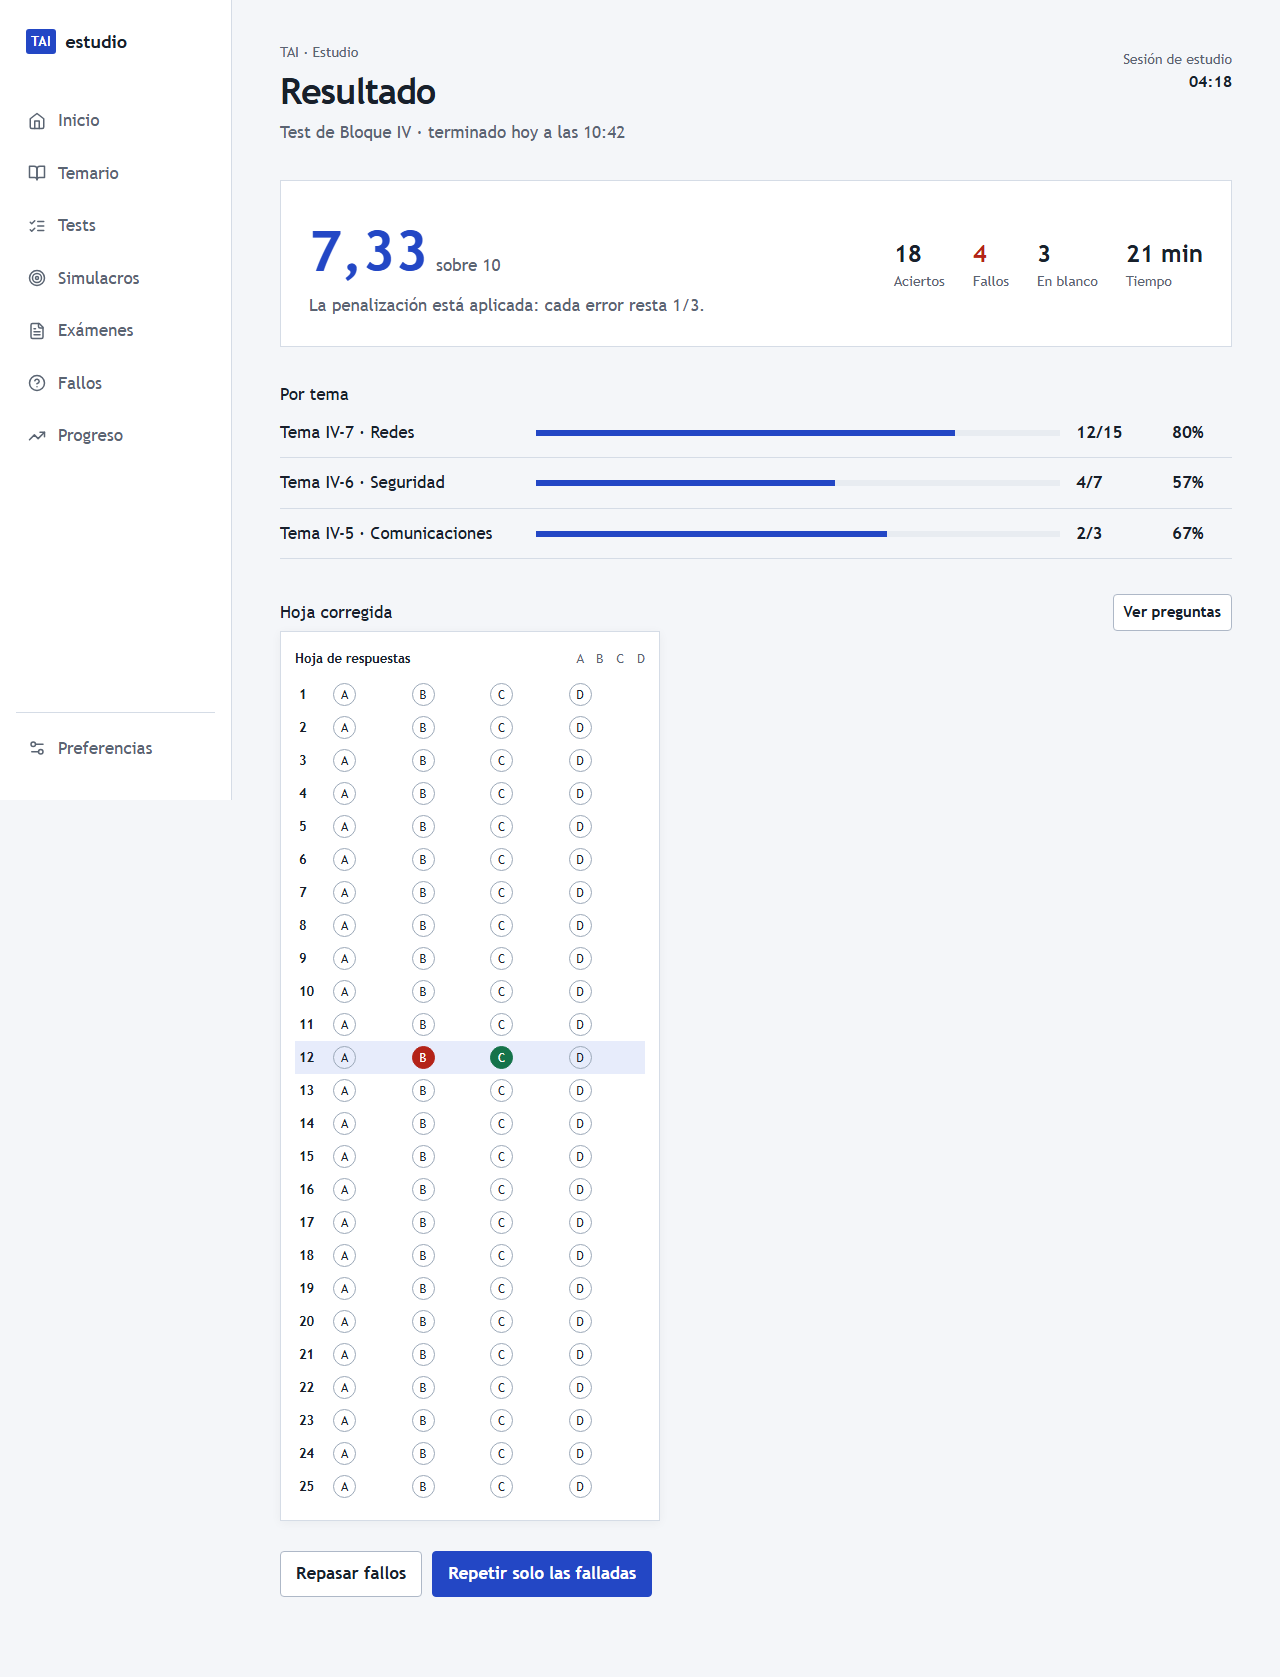 TAI estudio
Inicio
Temario
Tests
Simulacros
Exámenes
Fallos
Progreso
Preferencias
TAI · Estudio
Resultado
Test de Bloque IV · terminado hoy a las 10:42
Sesión de estudio
04:18
7,33 sobre 10
La penalización está aplicada: cada error resta 1/3.
18
Aciertos
4
Fallos
3
En blanco
21 min
Tiempo
Por tema
Tema IV-7 · Redes 12/15 80%
Tema IV-6 · Seguridad 4/7 57%
Tema IV-5 · Comunicaciones 2/3 67%
Hoja corregida
Ver preguntas
Hoja de respuestas A B C D
1 A B C D
2 A B C D
3 A B C D
4 A B C D
5 A B C D
6 A B C D
7 A B C D
8 A B C D
9 A B C D
10 A B C D
11 A B C D
12 A B C D
13 A B C D
14 A B C D
15 A B C D
16 A B C D
17 A B C D
18 A B C D
19 A B C D
20 A B C D
21 A B C D
22 A B C D
23 A B C D
24 A B C D
25 A B C D
Repasar fallos
Repetir solo las falladas